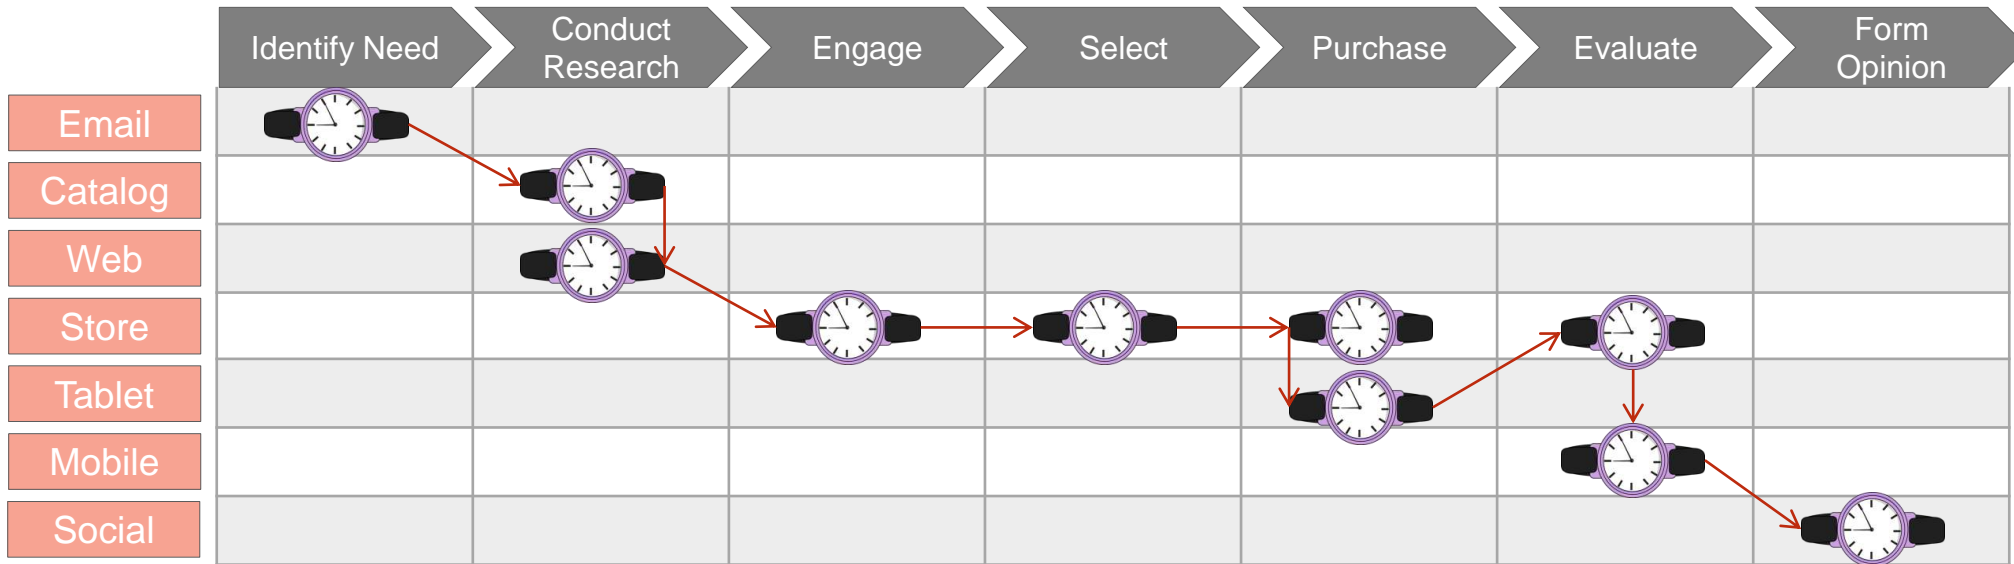 Identify Need
Conduct
Research
Engage
Select
Purchase
Evaluate
Form
Opinion
Email
Catalog
Web
Store
Tablet
Mobile
Social